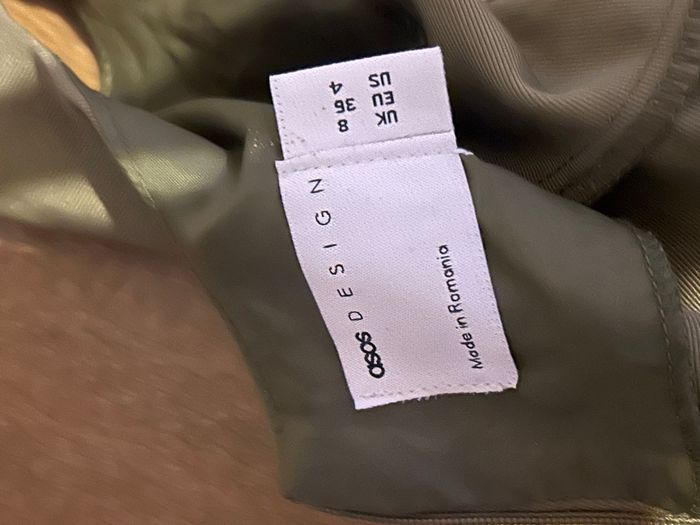 UK 8
EU 36
US 4
asos DESIGN
Made in Romania